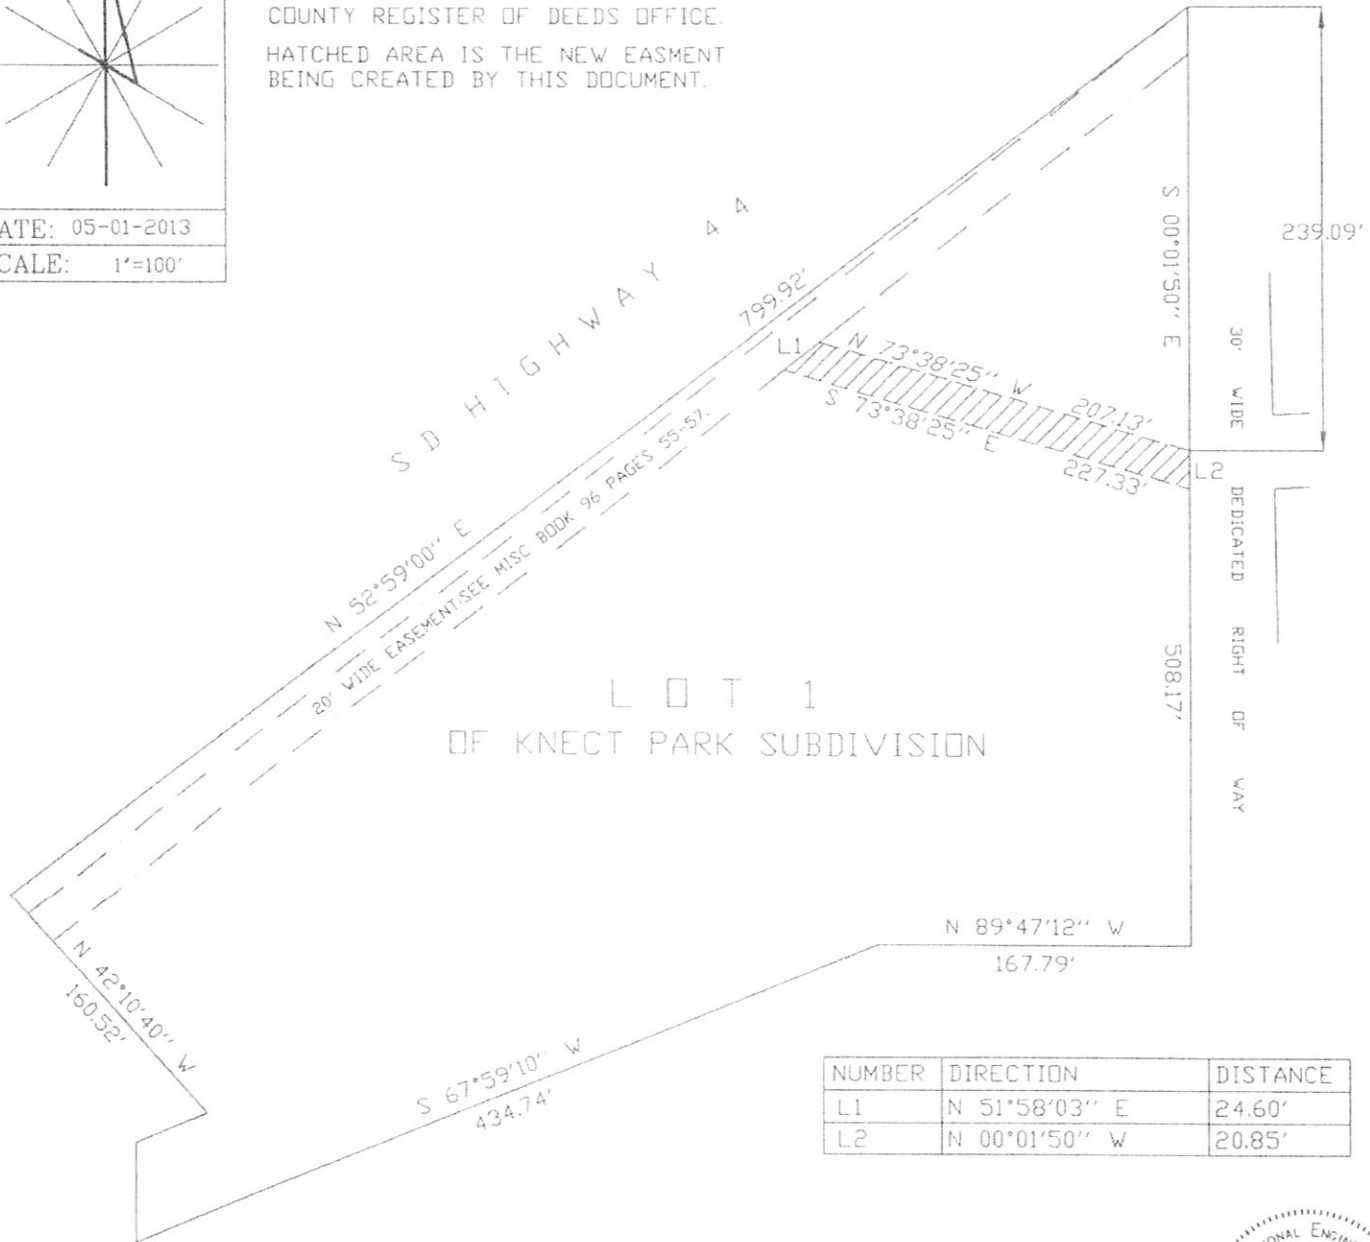 COUNTY REGISTER OF DEEDS OFFICE.
HATCHED AREA IS THE NEW EASMENT
BEING CREATED BY THIS DOCUMENT.
ATE: 05-01-2013
CALE: 1"=100'
SD HIGHWAY 44
799.92'
N 52°59'00" E
20' WIDE EASEMENT:SEE MISC BOOK 96 PAGES 55-57.
L1
N 73°38'25" W
207.13'
S 73°38'25" E
227.33'
L2
S 00°01'50" E
239.09'
30' WIDE DEDICATED RIGHT OF WAY
508.17'
LOT 1
OF KNECT PARK SUBDIVISION
N 89°47'12" W
167.79'
N 42°10'40" W
160.52'
S 67°59'10" W
434.74'
NUMBER DIRECTION DISTANCE
L1 N 51°58'03" E 24.60'
L2 N 00°01'50" W 20.85'